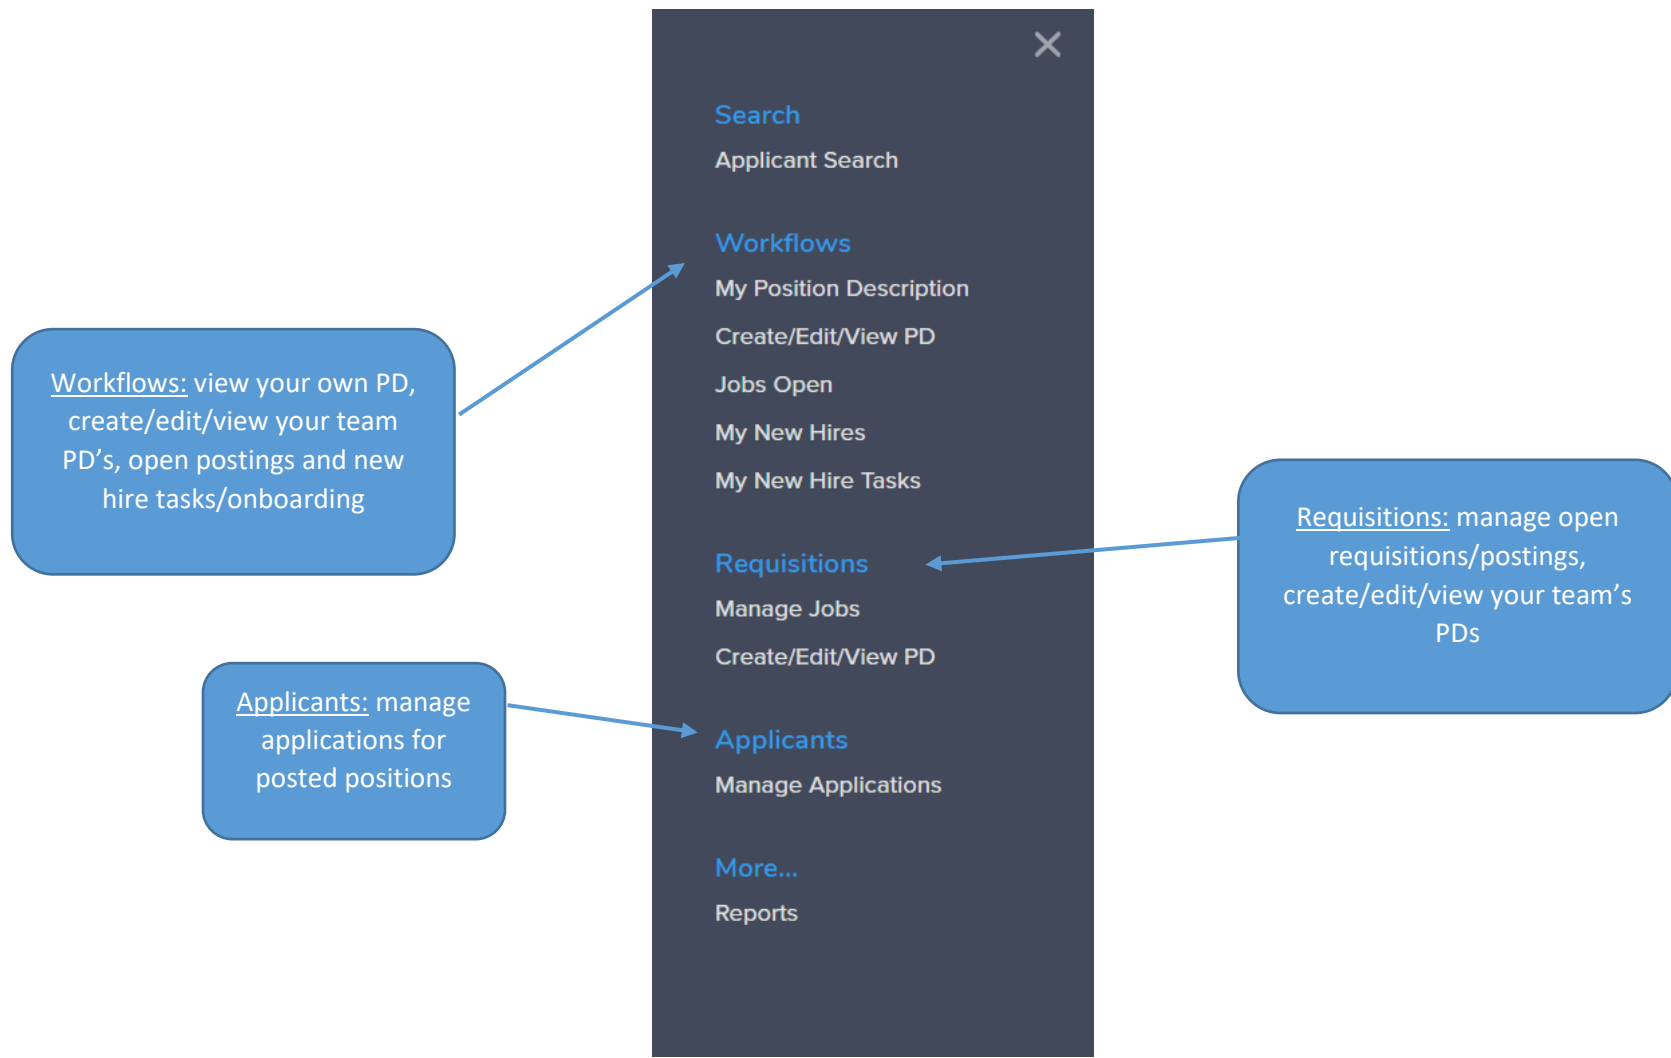 Search
Applicant Search
Workflows
My Position Description
Create/Edit/View PD
Jobs Open
My New Hires
My New Hire Tasks
Requisitions
Manage Jobs
Create/Edit/View PD
Applicants
Manage Applications
More...
Reports
Workflows: view your own PD,
create/edit/view your team
PD’s, open postings and new
hire tasks/onboarding
Applicants: manage
applications for
posted positions
Requisitions: manage open
requisitions/postings,
create/edit/view your team’s
PDs